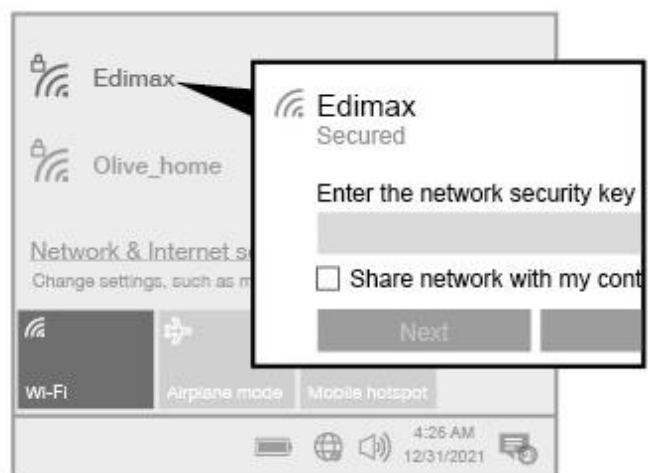 Edimax
Olive_home
Network & Internet se
Change settings, such as m
Wi-Fi
Airplane mode
Mobile hotspot
4:26 AM
12/31/2021
Edimax
Secured
Enter the network security key
Share network with my cont
Next